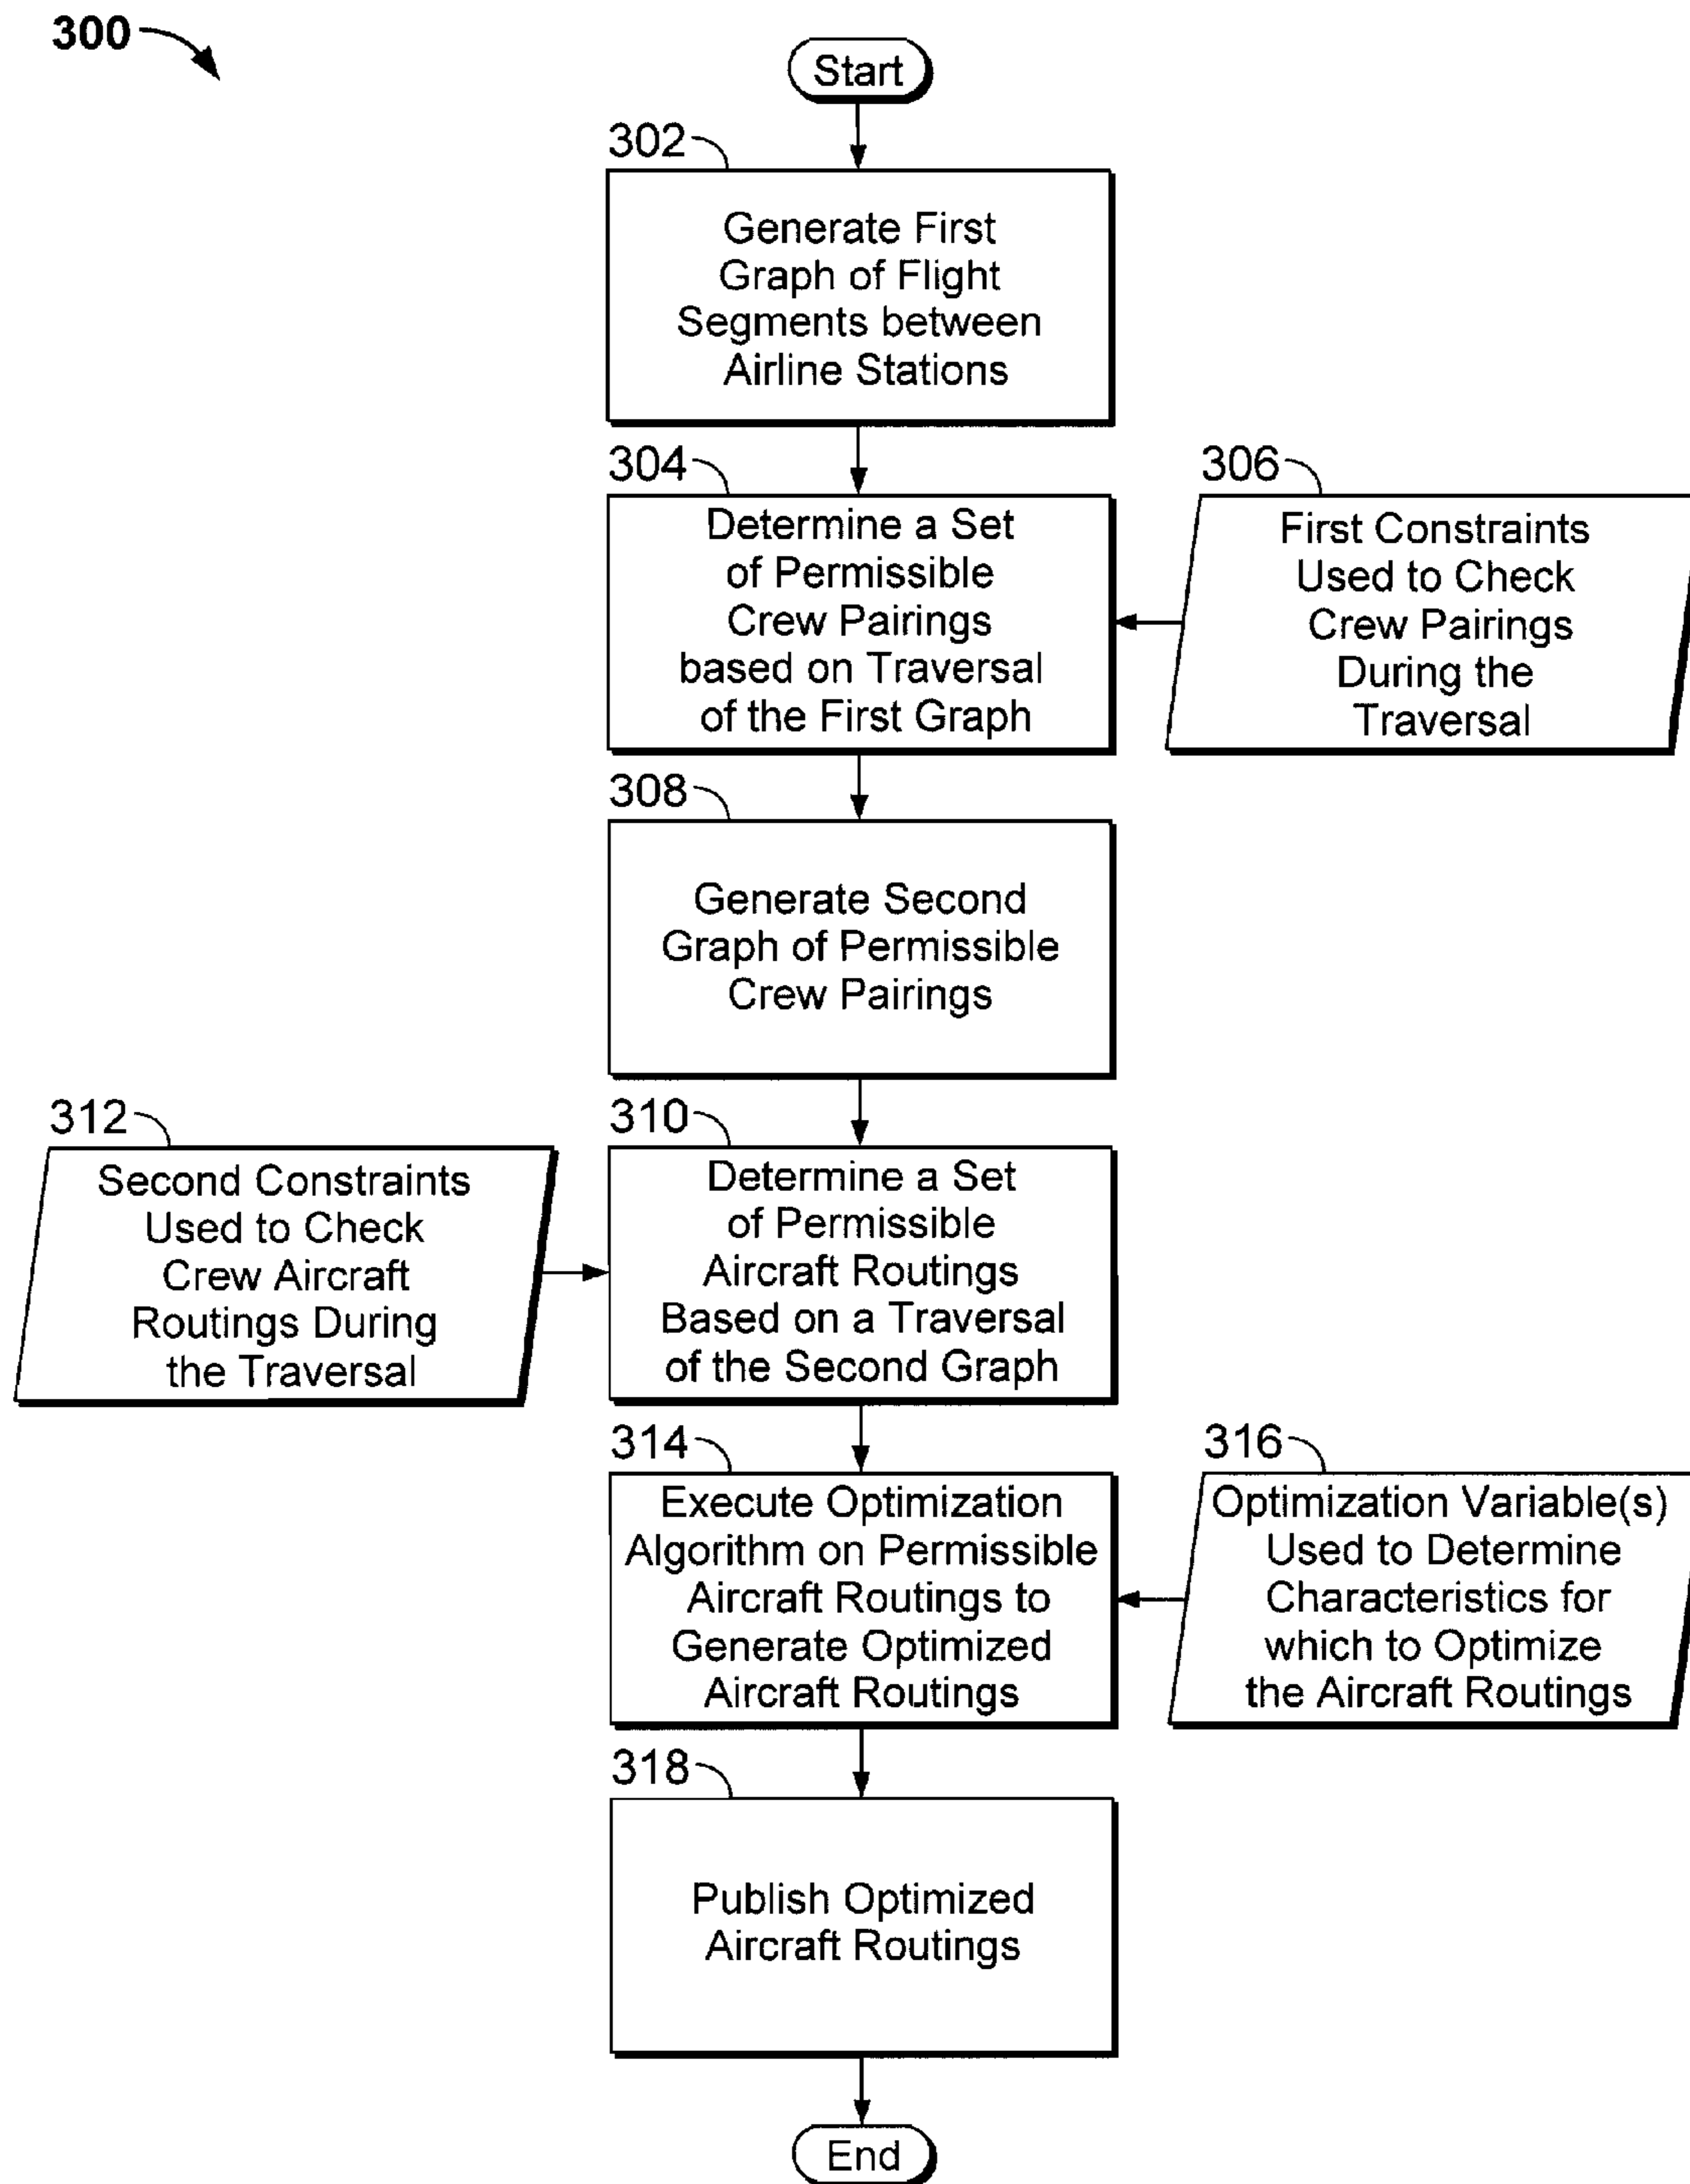 300
Start
302
Generate First
Graph of Flight
Segments between
Airline Stations
304
Determine a Set
of Permissible
Crew Pairings
based on Traversal
of the First Graph
306
First Constraints
Used to Check
Crew Pairings
During the
Traversal
308
Generate Second
Graph of Permissible
Crew Pairings
312
Second Constraints
Used to Check
Crew Aircraft
Routings During
the Traversal
310
Determine a Set
of Permissible
Aircraft Routings
Based on a Traversal
of the Second Graph
314
Execute Optimization
Algorithm on Permissible
Aircraft Routings to
Generate Optimized
Aircraft Routings
316
Optimization Variable(s)
Used to Determine
Characteristics for
which to Optimize
the Aircraft Routings
318
Publish Optimized
Aircraft Routings
End